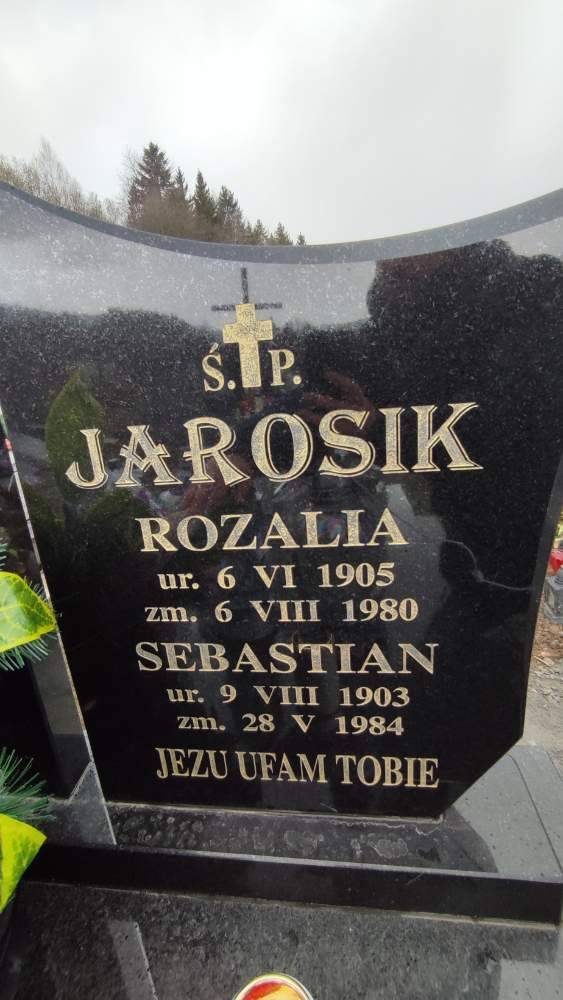 Ś. P.
JAROSIK
ROZALIA
ur. 6 VI 1905
zm. 6 VIII 1980
SEBASTIAN
ur. 9 VIII 1903
zm. 28 V 1984
JEZU UFAM TOBIE